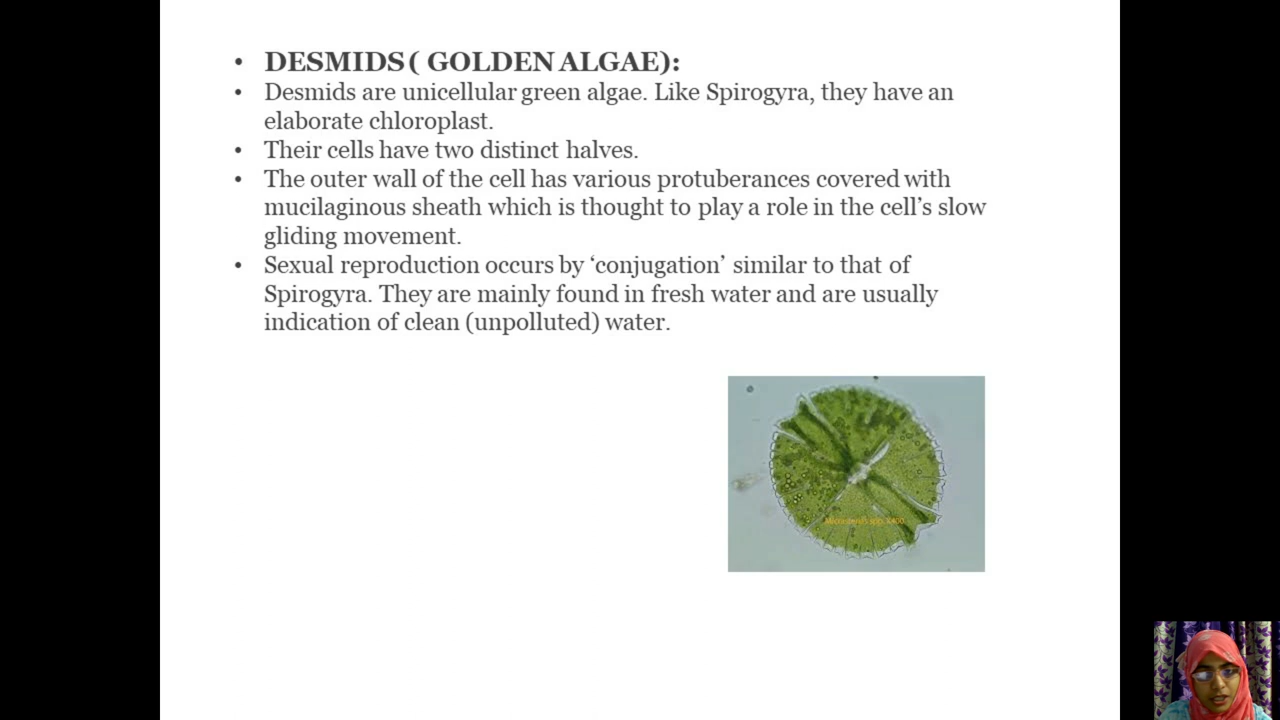 • DESMIDS ( GOLDEN ALGAE):
• Desmids are unicellular green algae. Like Spirogyra, they have an
elaborate chloroplast.
• Their cells have two distinct halves.
• The outer wall of the cell has various protuberances covered with
mucilaginous sheath which is thought to play a role in the cell’s slow
gliding movement.
• Sexual reproduction occurs by ‘conjugation’ similar to that of
Spirogyra. They are mainly found in fresh water and are usually
indication of clean (unpolluted) water.
Micrasterias spp. X400